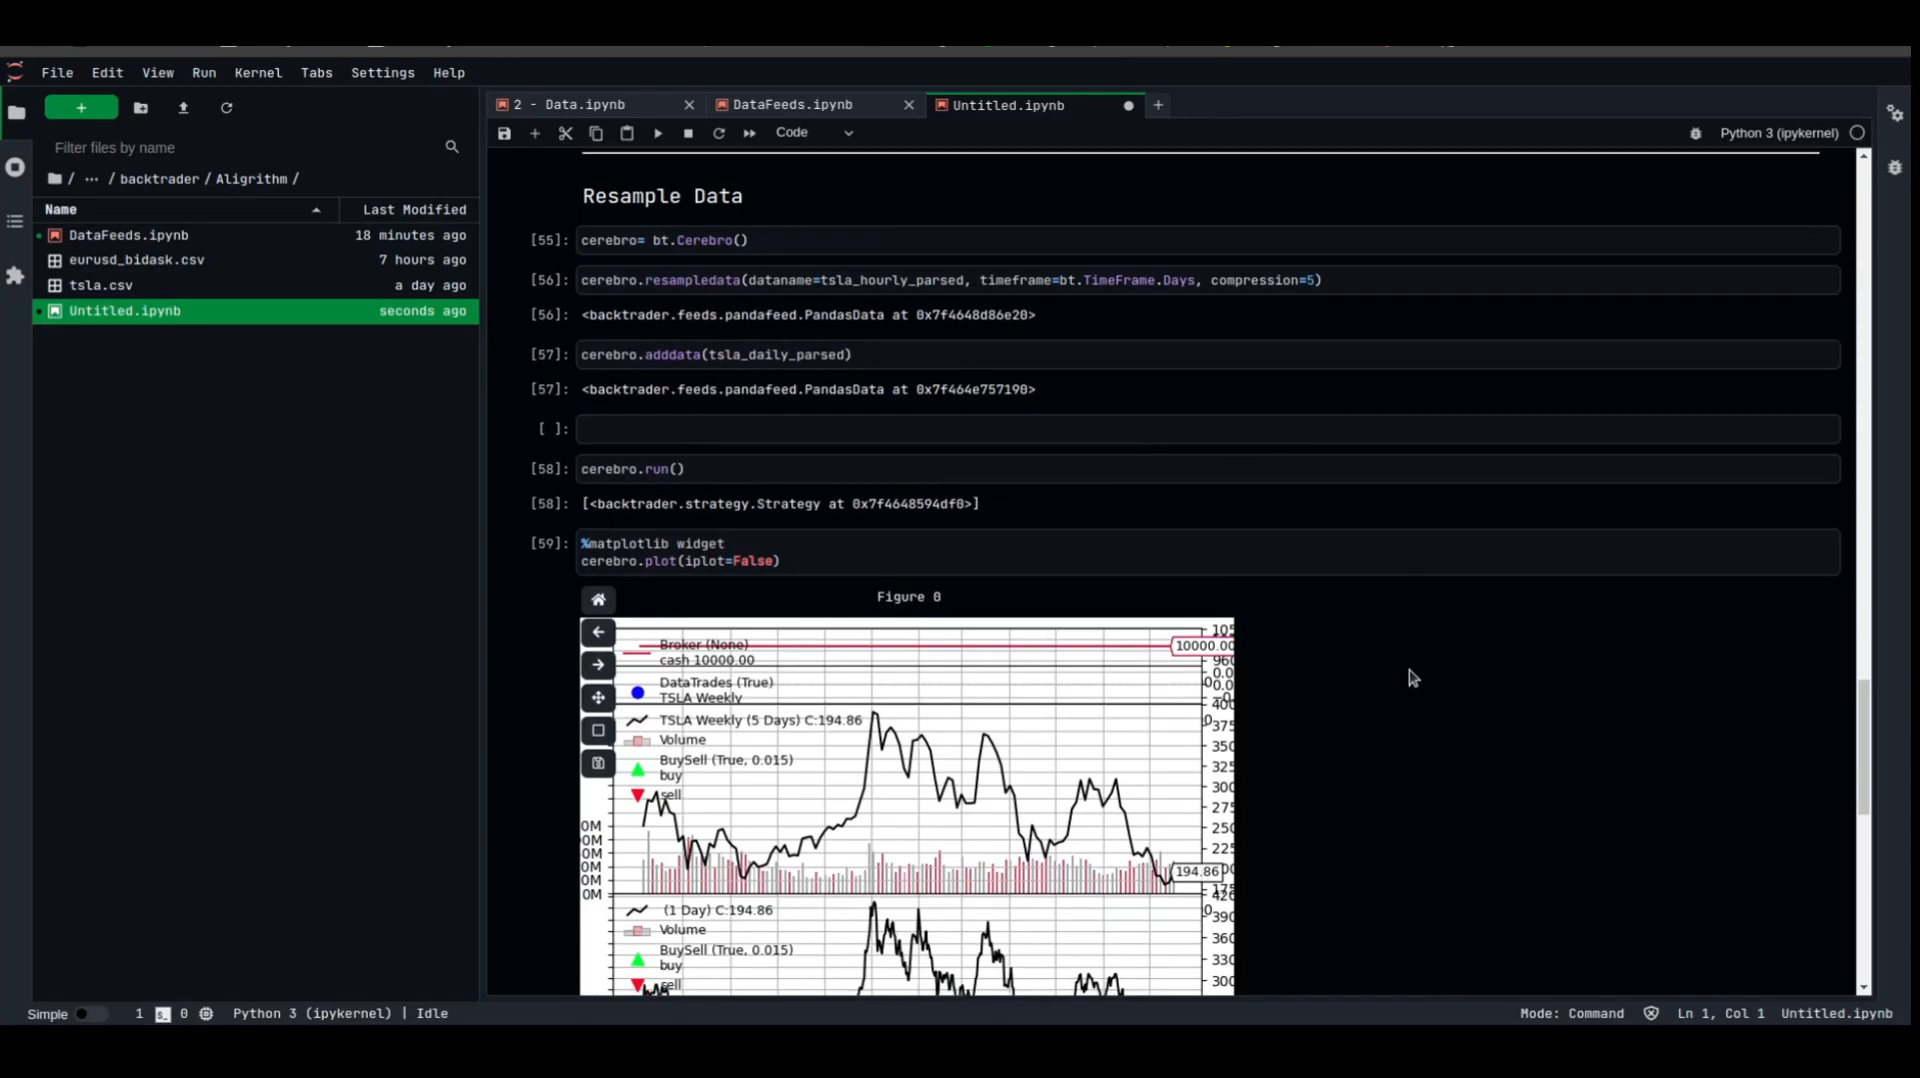 File Edit View Run Kernel Tabs Settings Help
+
Filter files by name
/ ··· / backtrader / Aligrithm /
Name Last Modified
DataFeeds.ipynb 18 minutes ago
eurusd_bidask.csv 7 hours ago
tsla.csv a day ago
Untitled.ipynb seconds ago
2 - Data.ipynb
DataFeeds.ipynb
Untitled.ipynb
Code
Python 3 (ipykernel)
Resample Data
[55]: cerebro= bt.Cerebro()
[56]: cerebro.resampledata(dataname=tsla_hourly_parsed, timeframe=bt.TimeFrame.Days, compression=5)
[56]: <backtrader.feeds.pandafeed.PandasData at 0x7f4648d86e20>
[57]: cerebro.adddata(tsla_daily_parsed)
[57]: <backtrader.feeds.pandafeed.PandasData at 0x7f464e757190>
[ ]:
[58]: cerebro.run()
[58]: [<backtrader.strategy.Strategy at 0x7f4648594df0>]
[59]: %matplotlib widget
cerebro.plot(iplot=False)
Figure 0
Broker (None)
cash 10000.00
10000.00
DataTrades (True)
TSLA Weekly
TSLA Weekly (5 Days) C:194.86
Volume
BuySell (True, 0.015)
buy
sell
194.86
(1 Day) C:194.86
Volume
BuySell (True, 0.015)
buy
sell
Simple 1 0 Python 3 (ipykernel) | Idle
Mode: Command Ln 1, Col 1 Untitled.ipynb